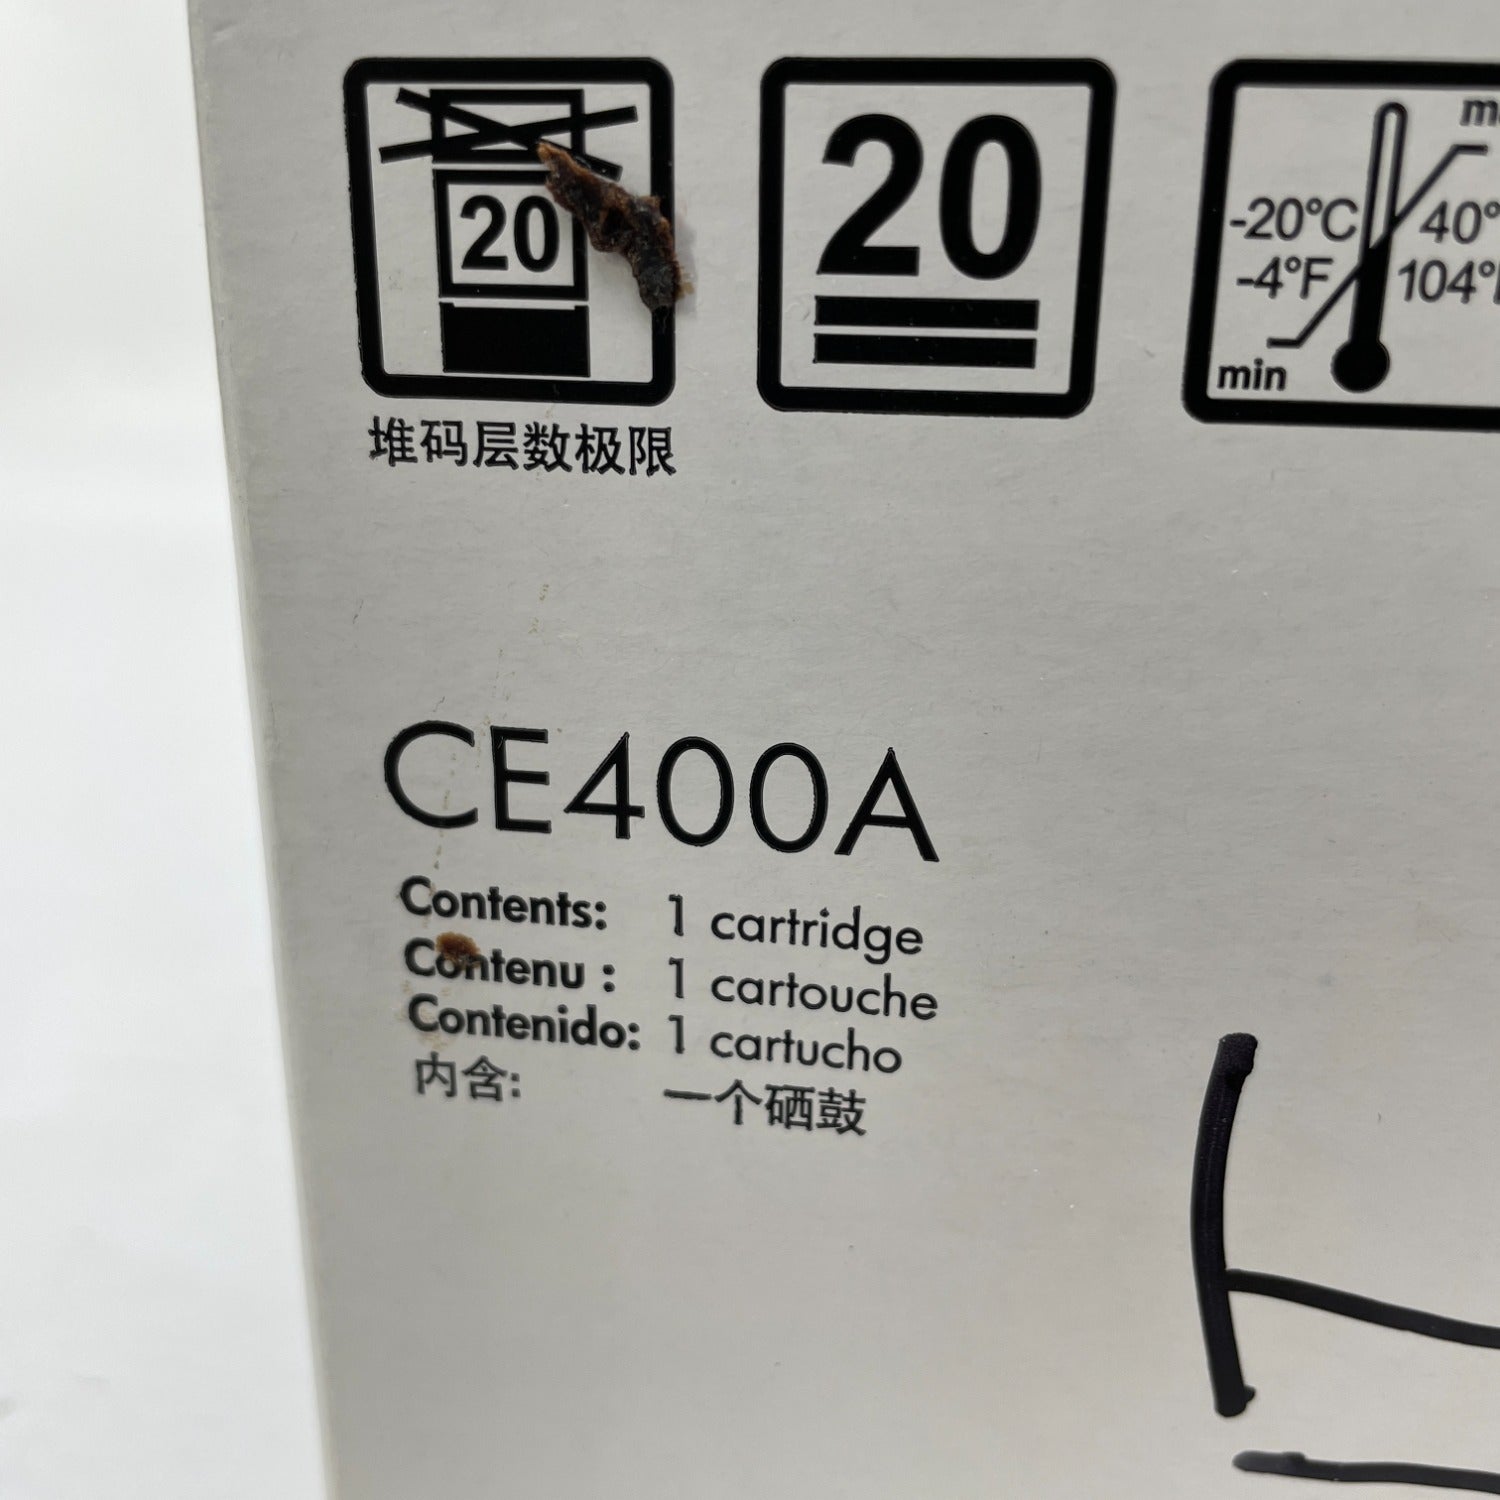 20
堆码层数极限
20
-20°C
-4°F
min
40°
104°
CE400A
Contents: 1 cartridge
Contenu : 1 cartouche
Contenido: 1 cartucho
内含: 一个硒鼓